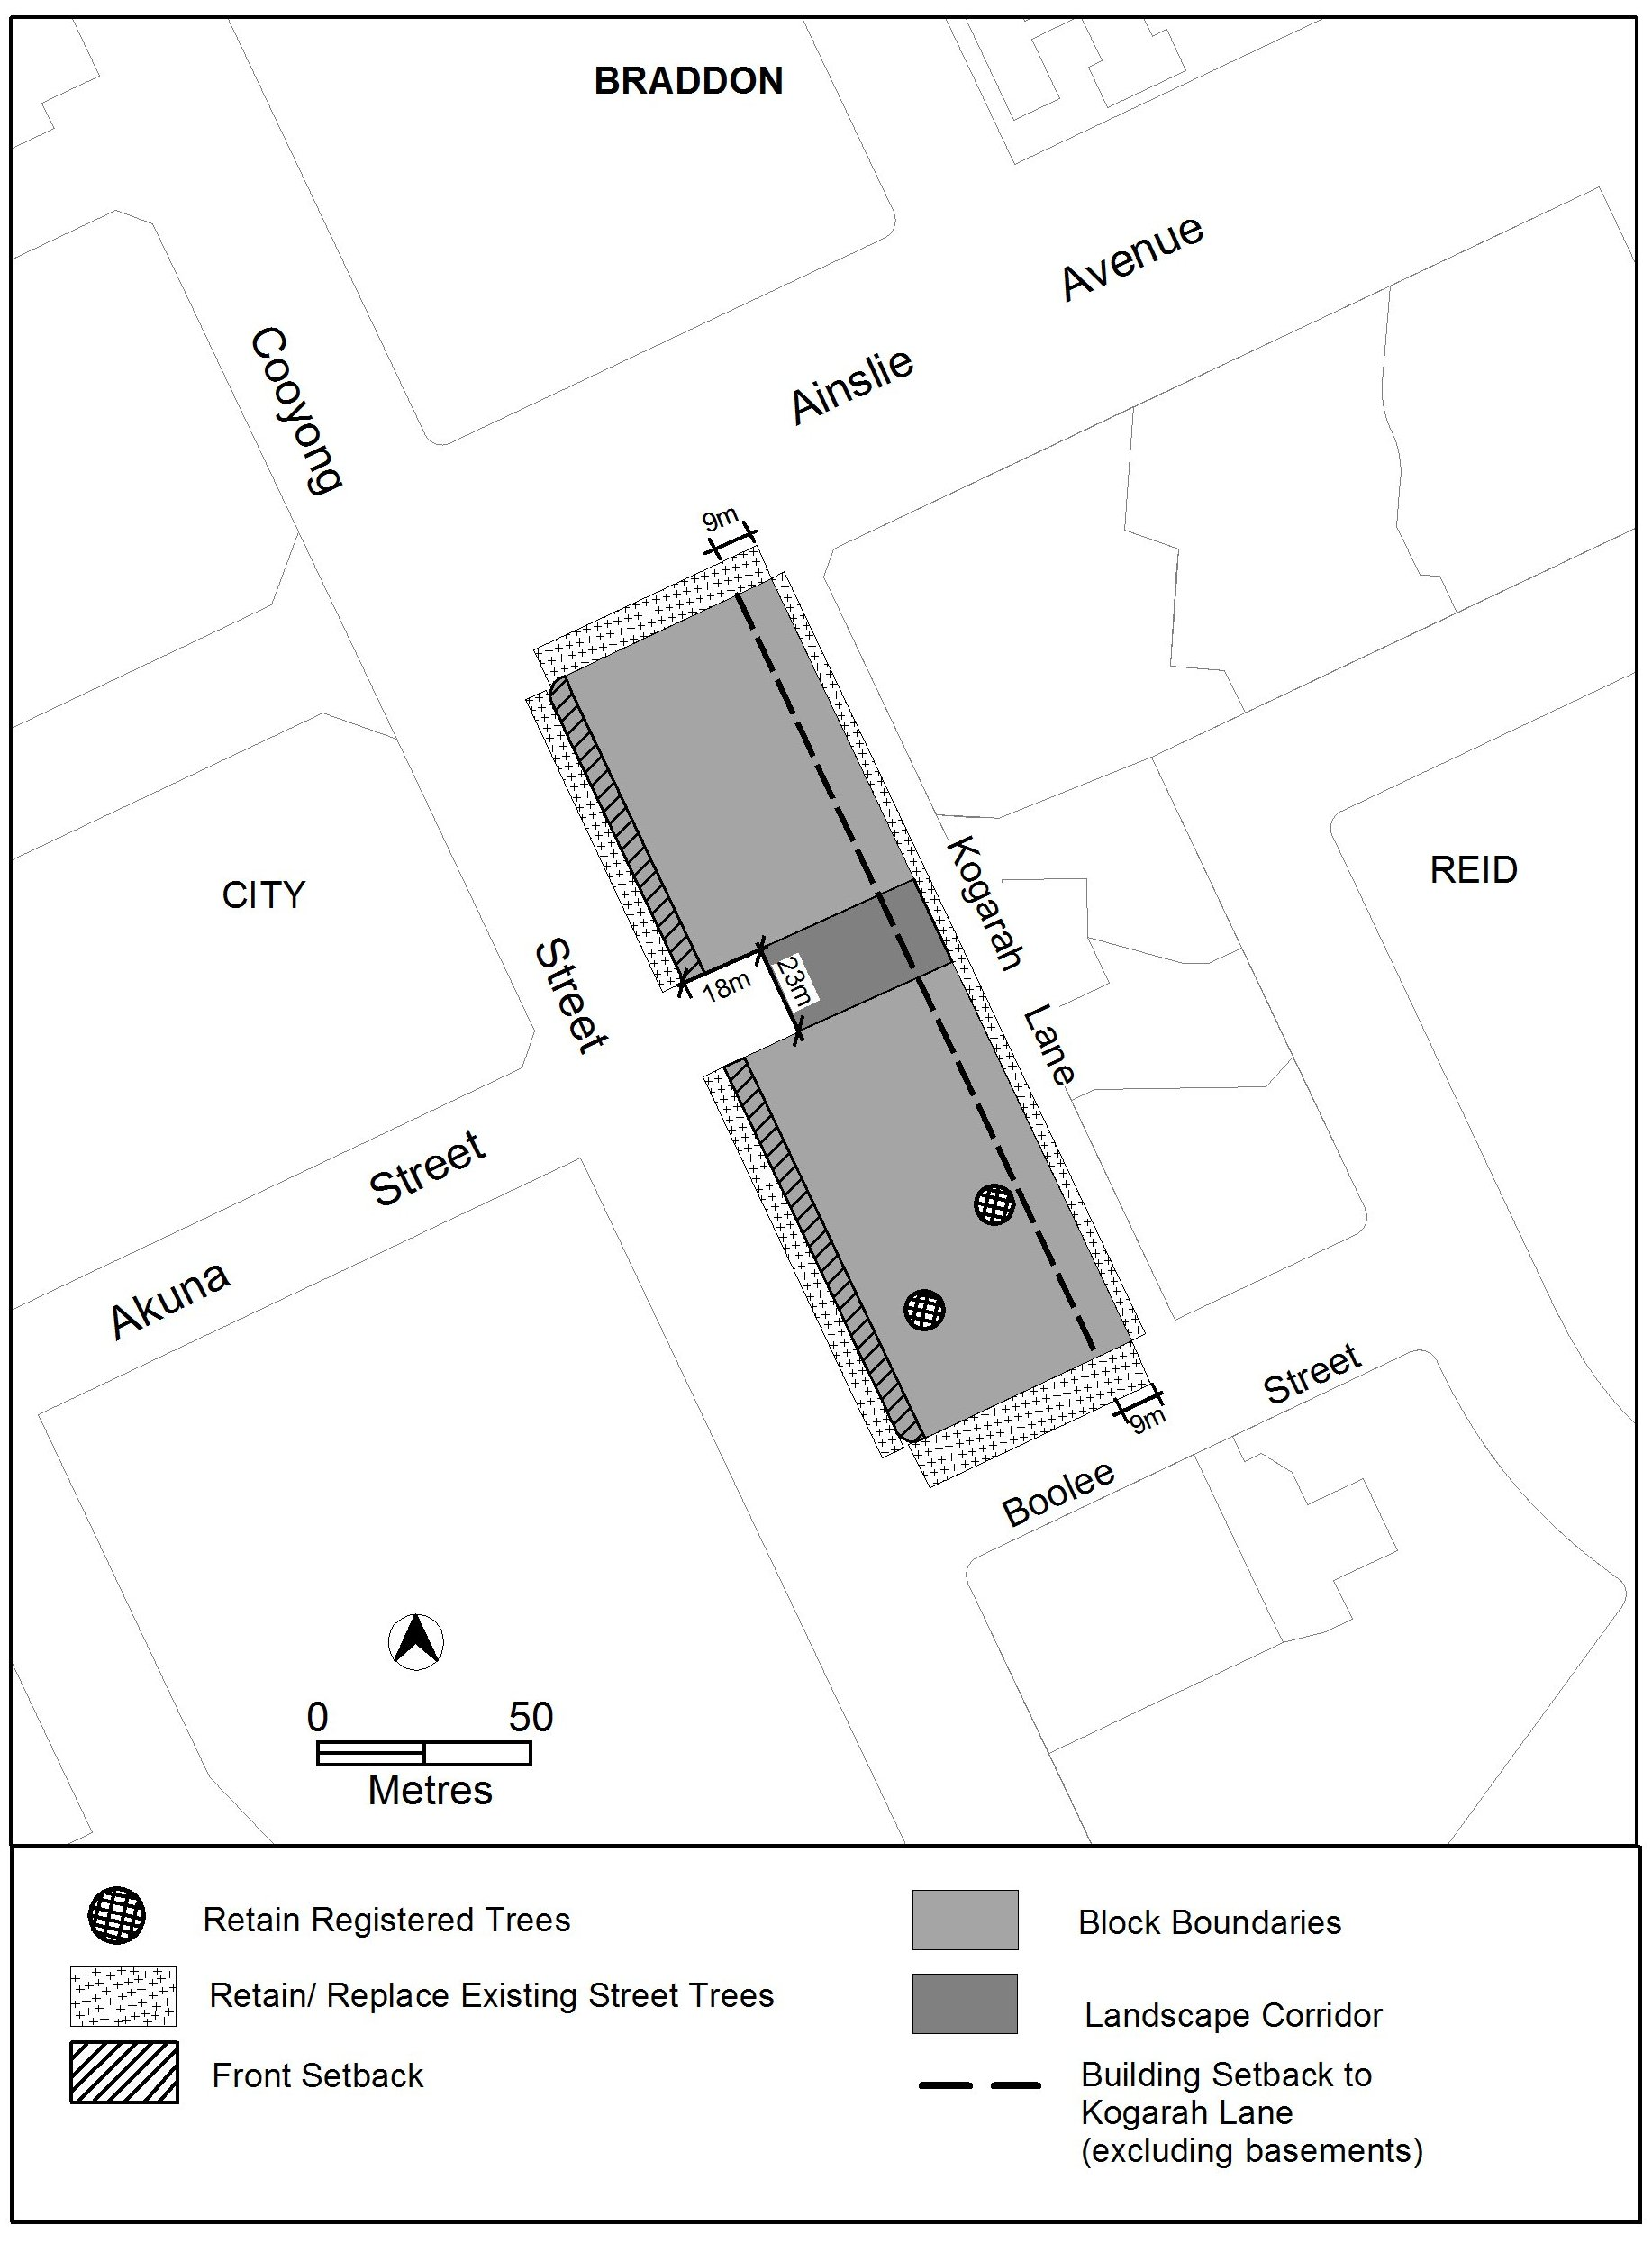 BRADDON
Avenue
Ainslie
Cooyong
9m
Kogarah
REID
CITY
Street
18m
23m
Lane
Street
Akuna
Street
9m
Boolee
0 50
Metres
Retain Registered Trees
Block Boundaries
Retain/ Replace Existing Street Trees
Landscape Corridor
Front Setback
Building Setback to
Kogarah Lane
(excluding basements)